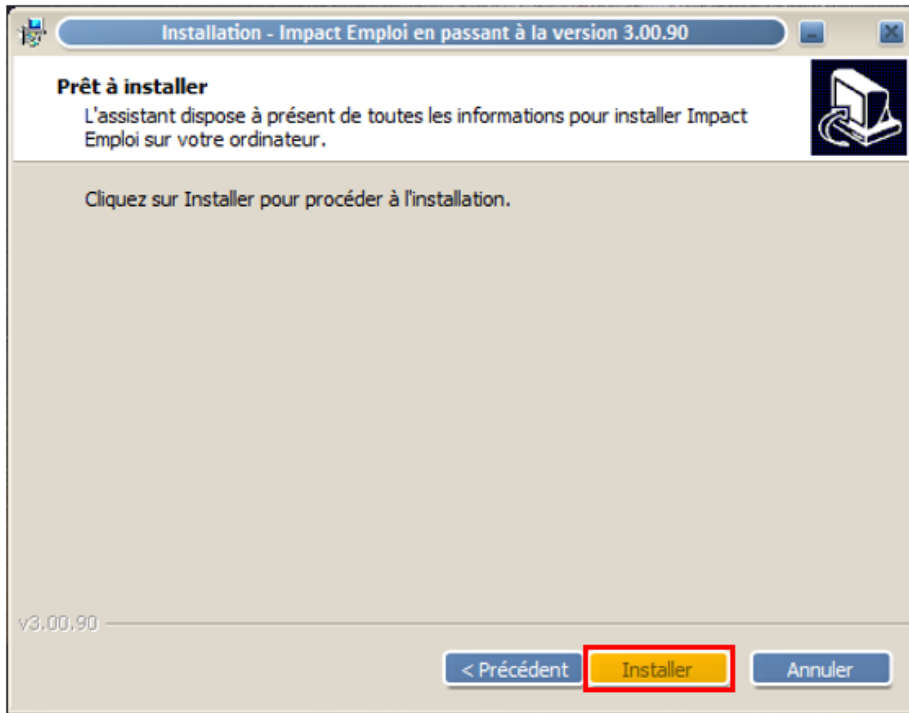 Installation - Impact Emploi en passant à la version 3.00.90
Prêt à installer
L'assistant dispose à présent de toutes les informations pour installer Impact
Emploi sur votre ordinateur.
Cliquez sur Installer pour procéder à l'installation.
v3.00.90
< Précédent
Installer
Annuler